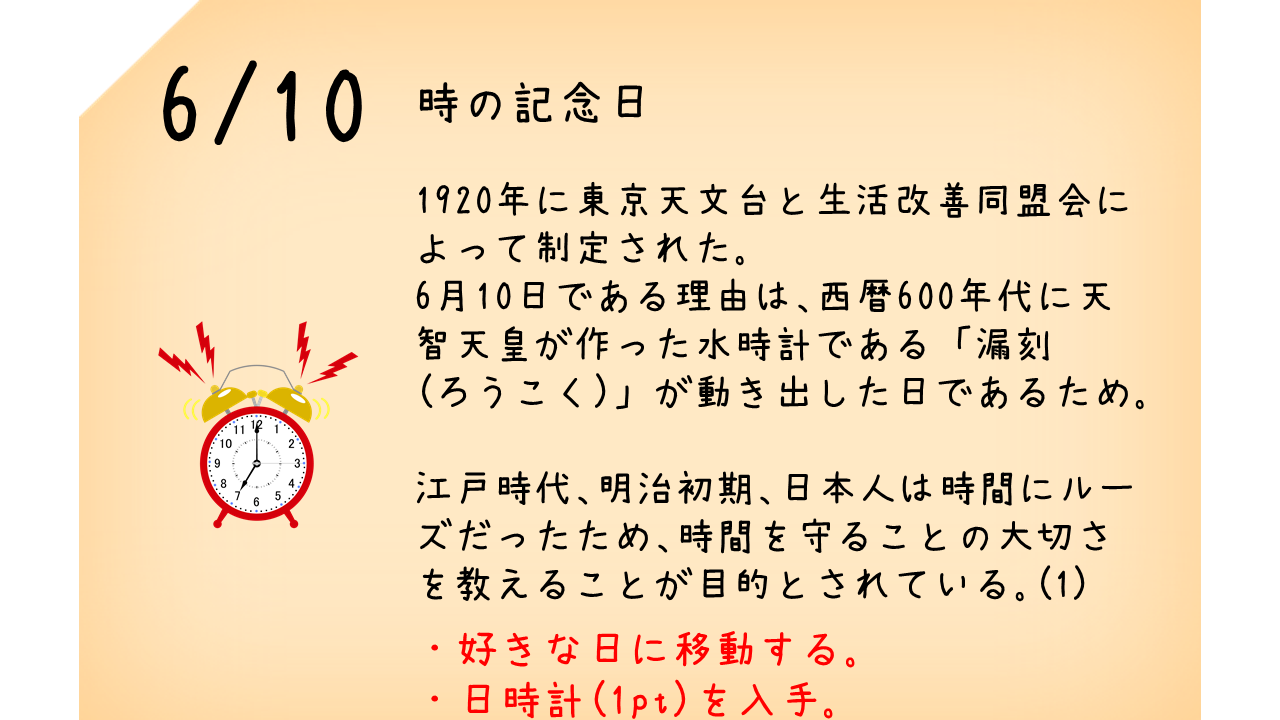 6/10 時の記念日
1920年に東京天文台と生活改善同盟会に
よって制定された。
6月10日である理由は、西暦600年代に天
智天皇が作った水時計である「漏刻
(ろうこく)」が動き出した日であるため。
江戸時代、明治初期、日本人は時間にルー
ズだったため、時間を守ることの大切さ
を教えることが目的とされている。(1)
・好きな日に移動する。
・日時計(1pt)を入手。
12
1
2
3
4
5
6
7
8
9
10
11